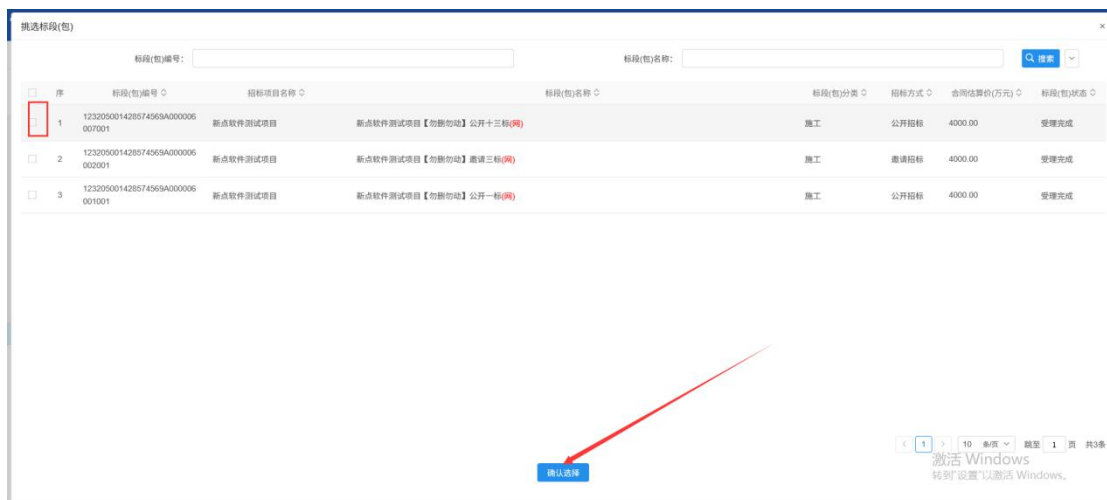 挑选标段(包)
×
标段(包)编号：
标段(包)名称：
搜索
序 标段(包)编号 招标项目名称 标段(包)名称 标段(包)分类 招标方式 合同估算价(万元) 标段(包)状态
1 123205001428574569A000006007001 新点软件测试项目 新点软件测试项目【勿删勿动】公开十三标(网) 施工 公开招标 4000.00 受理完成
2 123205001428574569A000006002001 新点软件测试项目 新点软件测试项目【勿删勿动】邀请三标(网) 施工 邀请招标 4000.00 受理完成
3 123205001428574569A000006001001 新点软件测试项目 新点软件测试项目【勿删勿动】公开一标(网) 施工 公开招标 4000.00 受理完成
1 10 条/页 跳至 1 页 共3条
激活 Windows
转到"设置"以激活 Windows。
确认选择